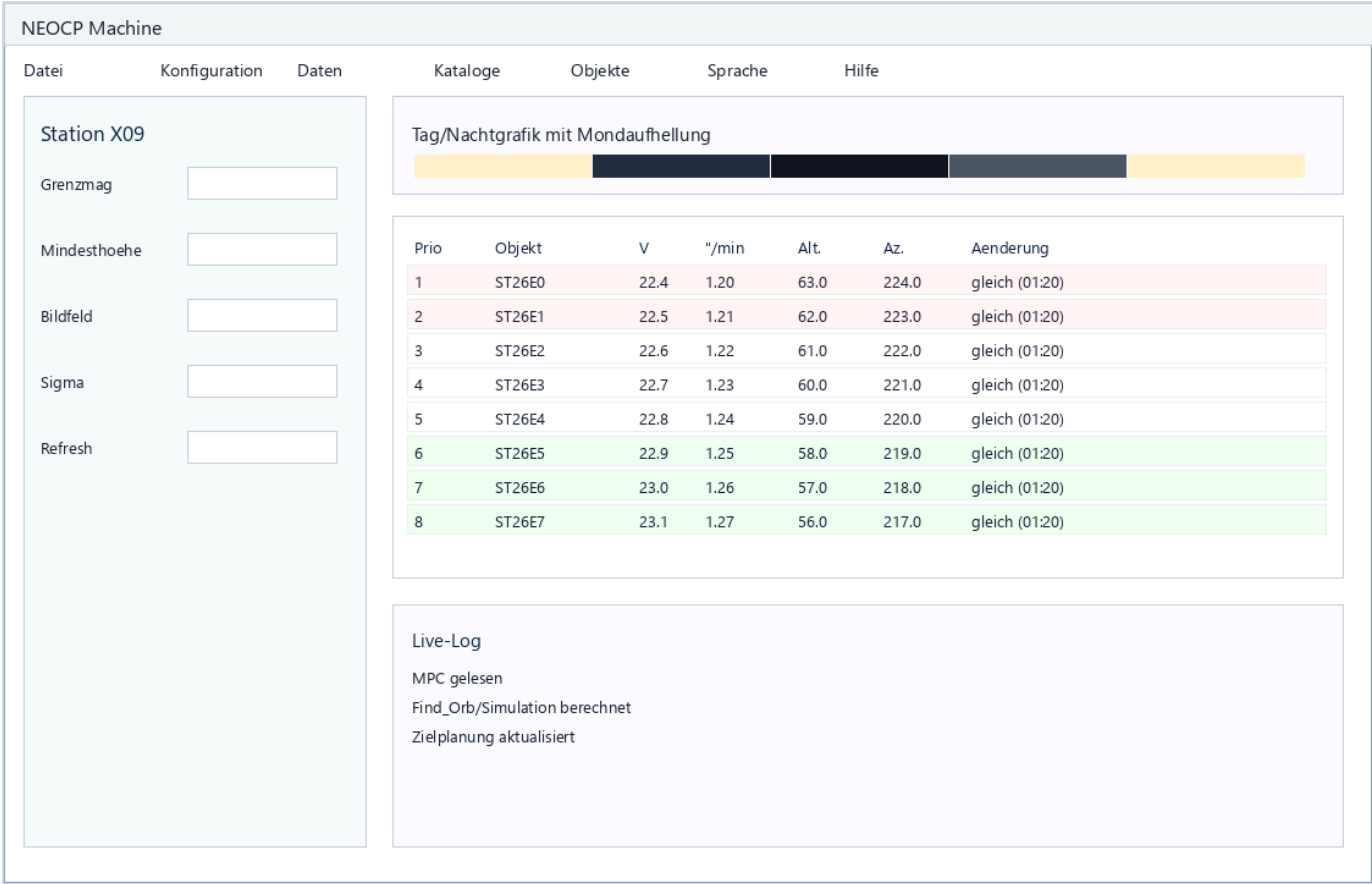 NEOCP Machine
Datei Konfiguration Daten Kataloge Objekte Sprache Hilfe
Station X09
Grenzmag
Mindesthoehe
Bildfeld
Sigma
Refresh
Tag/Nachtgrafik mit Mondaufhellung
Prio Objekt V "/min Alt. Az. Aenderung
1 ST26E0 22.4 1.20 63.0 224.0 gleich (01:20)
2 ST26E1 22.5 1.21 62.0 223.0 gleich (01:20)
3 ST26E2 22.6 1.22 61.0 222.0 gleich (01:20)
4 ST26E3 22.7 1.23 60.0 221.0 gleich (01:20)
5 ST26E4 22.8 1.24 59.0 220.0 gleich (01:20)
6 ST26E5 22.9 1.25 58.0 219.0 gleich (01:20)
7 ST26E6 23.0 1.26 57.0 218.0 gleich (01:20)
8 ST26E7 23.1 1.27 56.0 217.0 gleich (01:20)
Live-Log
MPC gelesen
Find_Orb/Simulation berechnet
Zielplanung aktualisiert